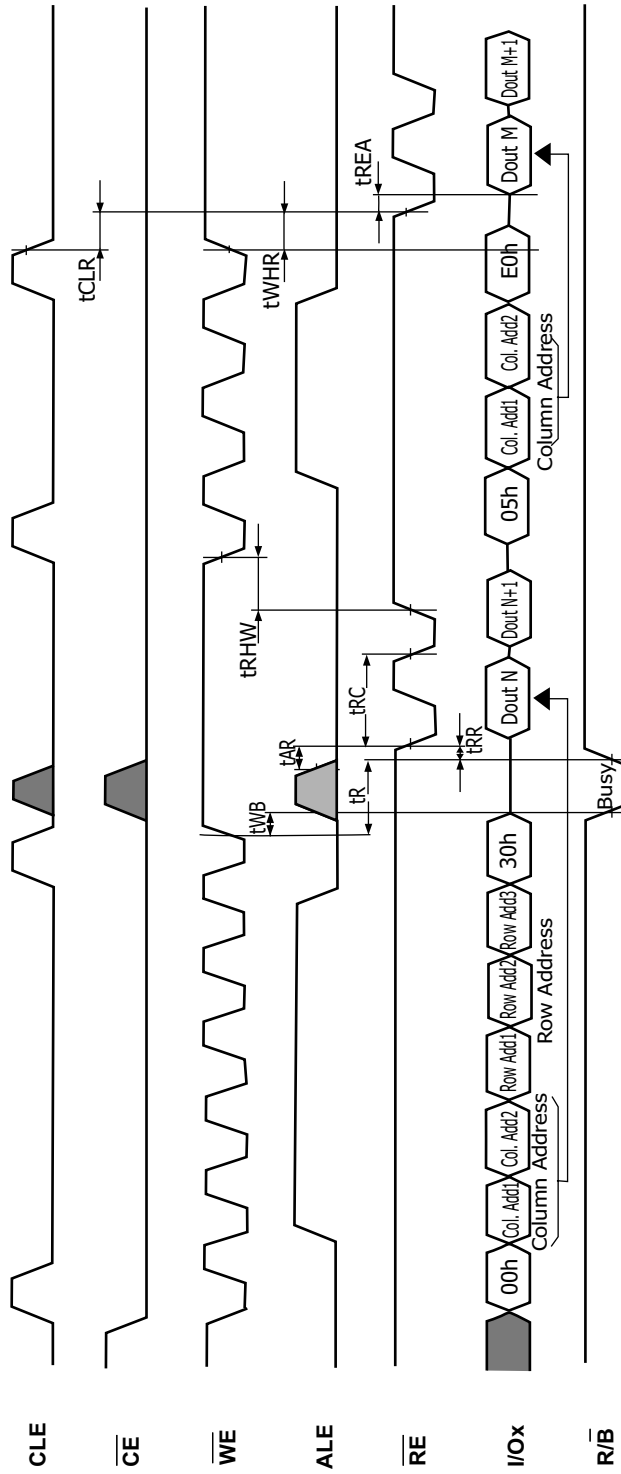 CLE
tCLR
CE
WE
tWB
tRHW
tWHR
ALE
tAR
tR
tRC
tREA
RE
tRR
I/Ox
00h
Col. Add1
Col. Add2
Row Add1
Row Add2
Row Add3
30h
Dout N
Dout N+1
05h
Col. Add1
Col. Add2
E0h
Dout M
Dout M+1
Column Address
Row Address
Column Address
R/B
Busy